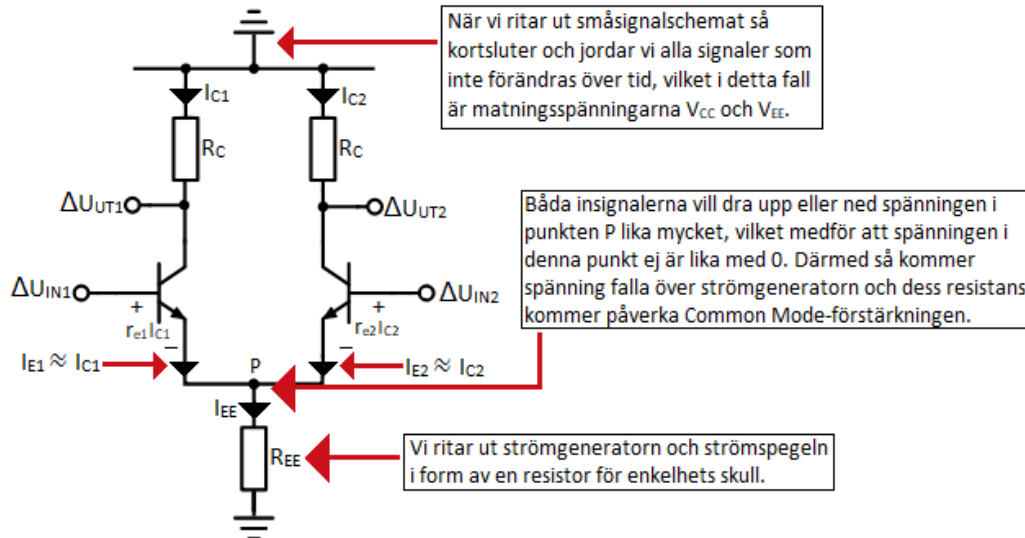 När vi ritar ut småsignalschemat så
kortsluter och jordar vi alla signaler som
inte förändras över tid, vilket i detta fall
är matningsspänningarna VCC och VEE.
IC1
IC2
RC
RC
ΔUUT1
ΔUUT2
Båda insignalerna vill dra upp eller ned spänningen i
punkten P lika mycket, vilket medför att spänningen i
denna punkt ej är lika med 0. Därmed så kommer
spänning falla över strömgeneratorn och dess resistans
kommer påverka Common Mode-förstärkningen.
ΔUIN1
ΔUIN2
+
+
re1IC1
re2IC2
–
–
IE1 ≈ IC1
P
IE2 ≈ IC2
IEE
REE
Vi ritar ut strömgeneratorn och strömspegeln
i form av en resistor för enkelhets skull.